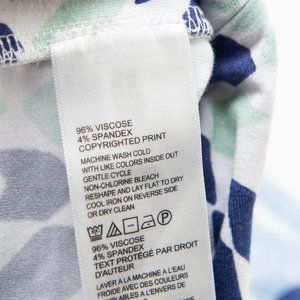 96% VISCOSE
4% SPANDEX
COPYRIGHTED PRINT
MACHINE WASH COLD
WITH LIKE COLORS INSIDE OUT
GENTLE CYCLE
NON-CHLORINE BLEACH
RESHAPE AND LAY FLAT TO DRY
COOL IRON ON REVERSE SIDE
OR DRY CLEAN
96% VISCOSE
4% SPANDEX
TEXT PROTÉGÉ PAR DROIT
D'AUTEUR
LAVER A LA MACHINE A L'EAU
FROIDE AVEC DES COULEURS
A L'ENVERS DE